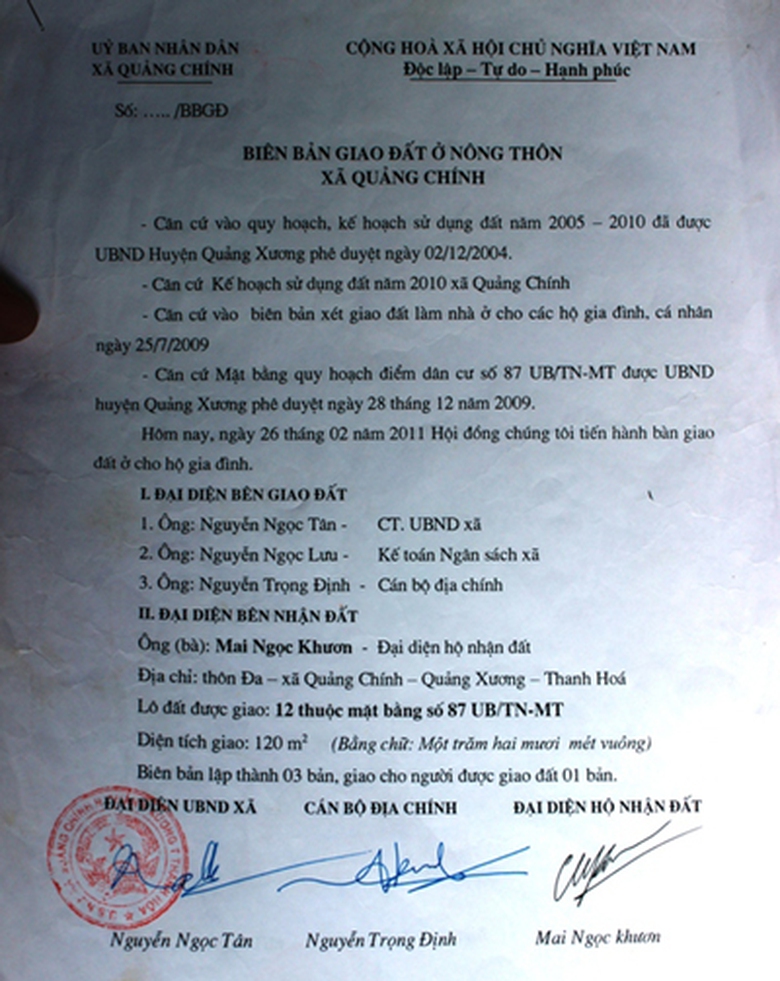 UỶ BAN NHÂN DÂN
XÃ QUẢNG CHÍNH
CỘNG HOÀ XÃ HỘI CHỦ NGHĨA VIỆT NAM
Độc lập – Tự do – Hạnh phúc
Số: ….. /BBGĐ
BIÊN BẢN GIAO ĐẤT Ở NÔNG THÔN
XÃ QUẢNG CHÍNH
- Căn cứ vào quy hoạch, kế hoạch sử dụng đất năm 2005 – 2010 đã được
UBND Huyện Quảng Xương phê duyệt ngày 02/12/2004.
- Căn cứ Kế hoạch sử dụng đất năm 2010 xã Quảng Chính
- Căn cứ vào biên bản xét giao đất làm nhà ở cho các hộ gia đình, cá nhân
ngày 25/7/2009
- Căn cứ Mặt bằng quy hoạch điểm dân cư số 87 UB/TN-MT được UBND
huyện Quảng Xương phê duyệt ngày 28 tháng 12 năm 2009.
Hôm nay, ngày 26 tháng 02 năm 2011 Hội đồng chúng tôi tiến hành bàn giao
đất ở cho hộ gia đình.
I. ĐẠI DIỆN BÊN GIAO ĐẤT
1. Ông: Nguyễn Ngọc Tân - CT. UBND xã
2. Ông: Nguyễn Ngọc Lưu - Kế toán Ngân sách xã
3. Ông: Nguyễn Trọng Định - Cán bộ địa chính
II. ĐẠI DIỆN BÊN NHẬN ĐẤT
Ông (bà): Mai Ngọc Khươn - Đại diện hộ nhận đất
Địa chỉ: thôn Đa – xã Quảng Chính – Quảng Xương – Thanh Hoá
Lô đất được giao: 12 thuộc mặt bằng số 87 UB/TN-MT
Diện tích giao: 120 m² (Bằng chữ: Một trăm hai mươi mét vuông)
Biên bản lập thành 03 bản, giao cho người được giao đất 01 bản.
ĐẠI DIỆN UBND XÃ CÁN BỘ ĐỊA CHÍNH ĐẠI DIỆN HỘ NHẬN ĐẤT
Nguyễn Ngọc Tân Nguyễn Trọng Định Mai Ngọc khươn